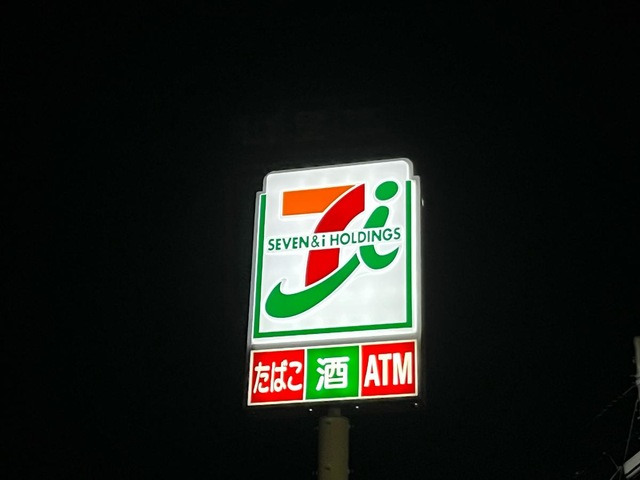 SEVEN & i HOLDINGS
たばこ 酒 ATM